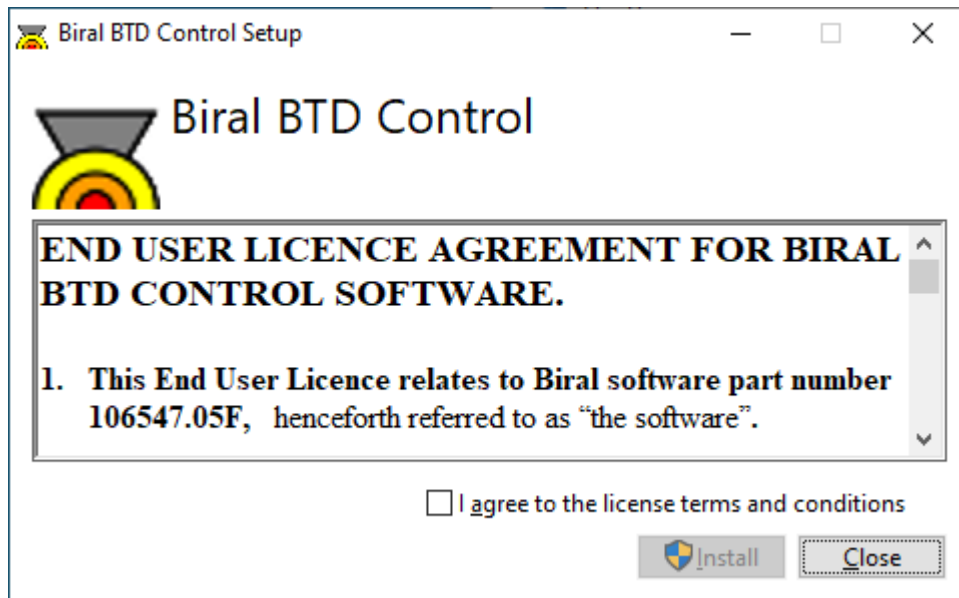 Biral BTD Control Setup
Biral BTD Control
END USER LICENCE AGREEMENT FOR BIRAL
BTD CONTROL SOFTWARE.
1. This End User Licence relates to Biral software part number
106547.05F, henceforth referred to as “the software”.
I agree to the license terms and conditions
Install
Close